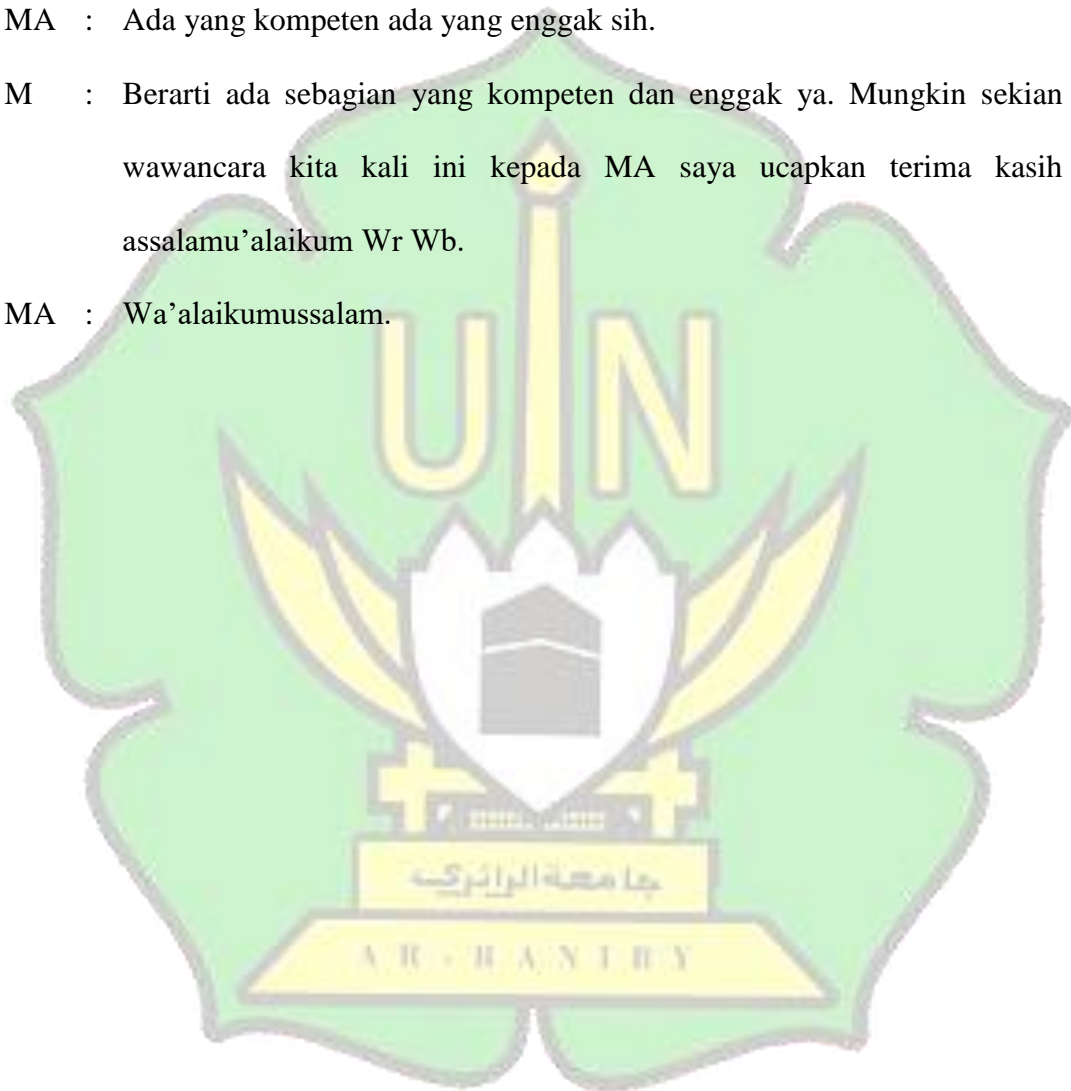 MA : Ada yang kompeten ada yang enggak sih.
M : Berarti ada sebagian yang kompeten dan enggak ya. Mungkin sekian
wawancara kita kali ini kepada MA saya ucapkan terima kasih
assalamu’alaikum Wr Wb.
MA : Wa’alaikumussalam.
UIN
جامعة الرانري
AR-RANIRY